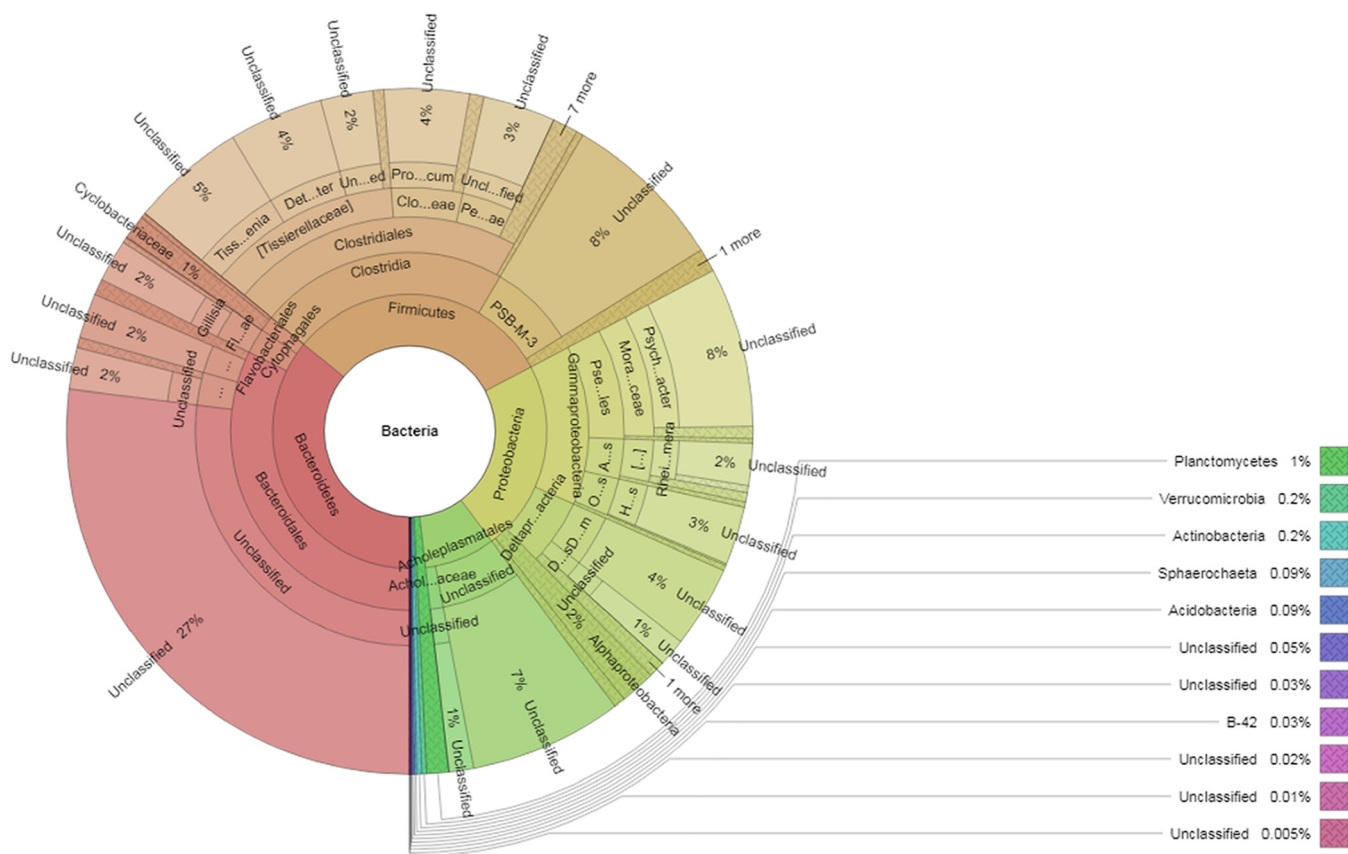 Unclassified
Unclassified
Unclassified
Unclassified
Unclassified
7 more
4%
2%
4%
3%
5%
Unclassified
Cyclobacteriaceae 1%
Unclassified 2%
Unclassified 2%
Unclassified 2%
Tiss...enia
Det...ter
Un...ed
Pro...cum
Uncl...fied
[Tissierellaceae]
Clo...eae
Pe...ae
Clostridiales
Clostridia
Firmicutes
PSB-M-3
8% Unclassified
1 more
Gillisia
Fl...ae
Flavobacteriales
Cytophagales
...
...
Unclassified
Bacteria
Bacteroidetes
Bacteroidales
Unclassified
Unclassified 27%
Proteobacteria
Gammaproteobacteria
Pse...les
Mora...ceae
Psych...acter
8% Unclassified
A...s
[...]
Rhei...mera
2% Unclassified
O...s
H...s
3% Unclassified
Deltapr...acteria
D...s
D...m
Unclassified
4% Unclassified
1% Unclassified
1 more
2% Alphaproteobacteria
Acholeplasmatales
Achol...aceae
Unclassified
Unclassified
7% Unclassified
1% Unclassified
Planctomycetes 1%
Verrucomicrobia 0.2%
Actinobacteria 0.2%
Sphaerochaeta 0.09%
Acidobacteria 0.09%
Unclassified 0.05%
Unclassified 0.03%
B-42 0.03%
Unclassified 0.02%
Unclassified 0.01%
Unclassified 0.005%